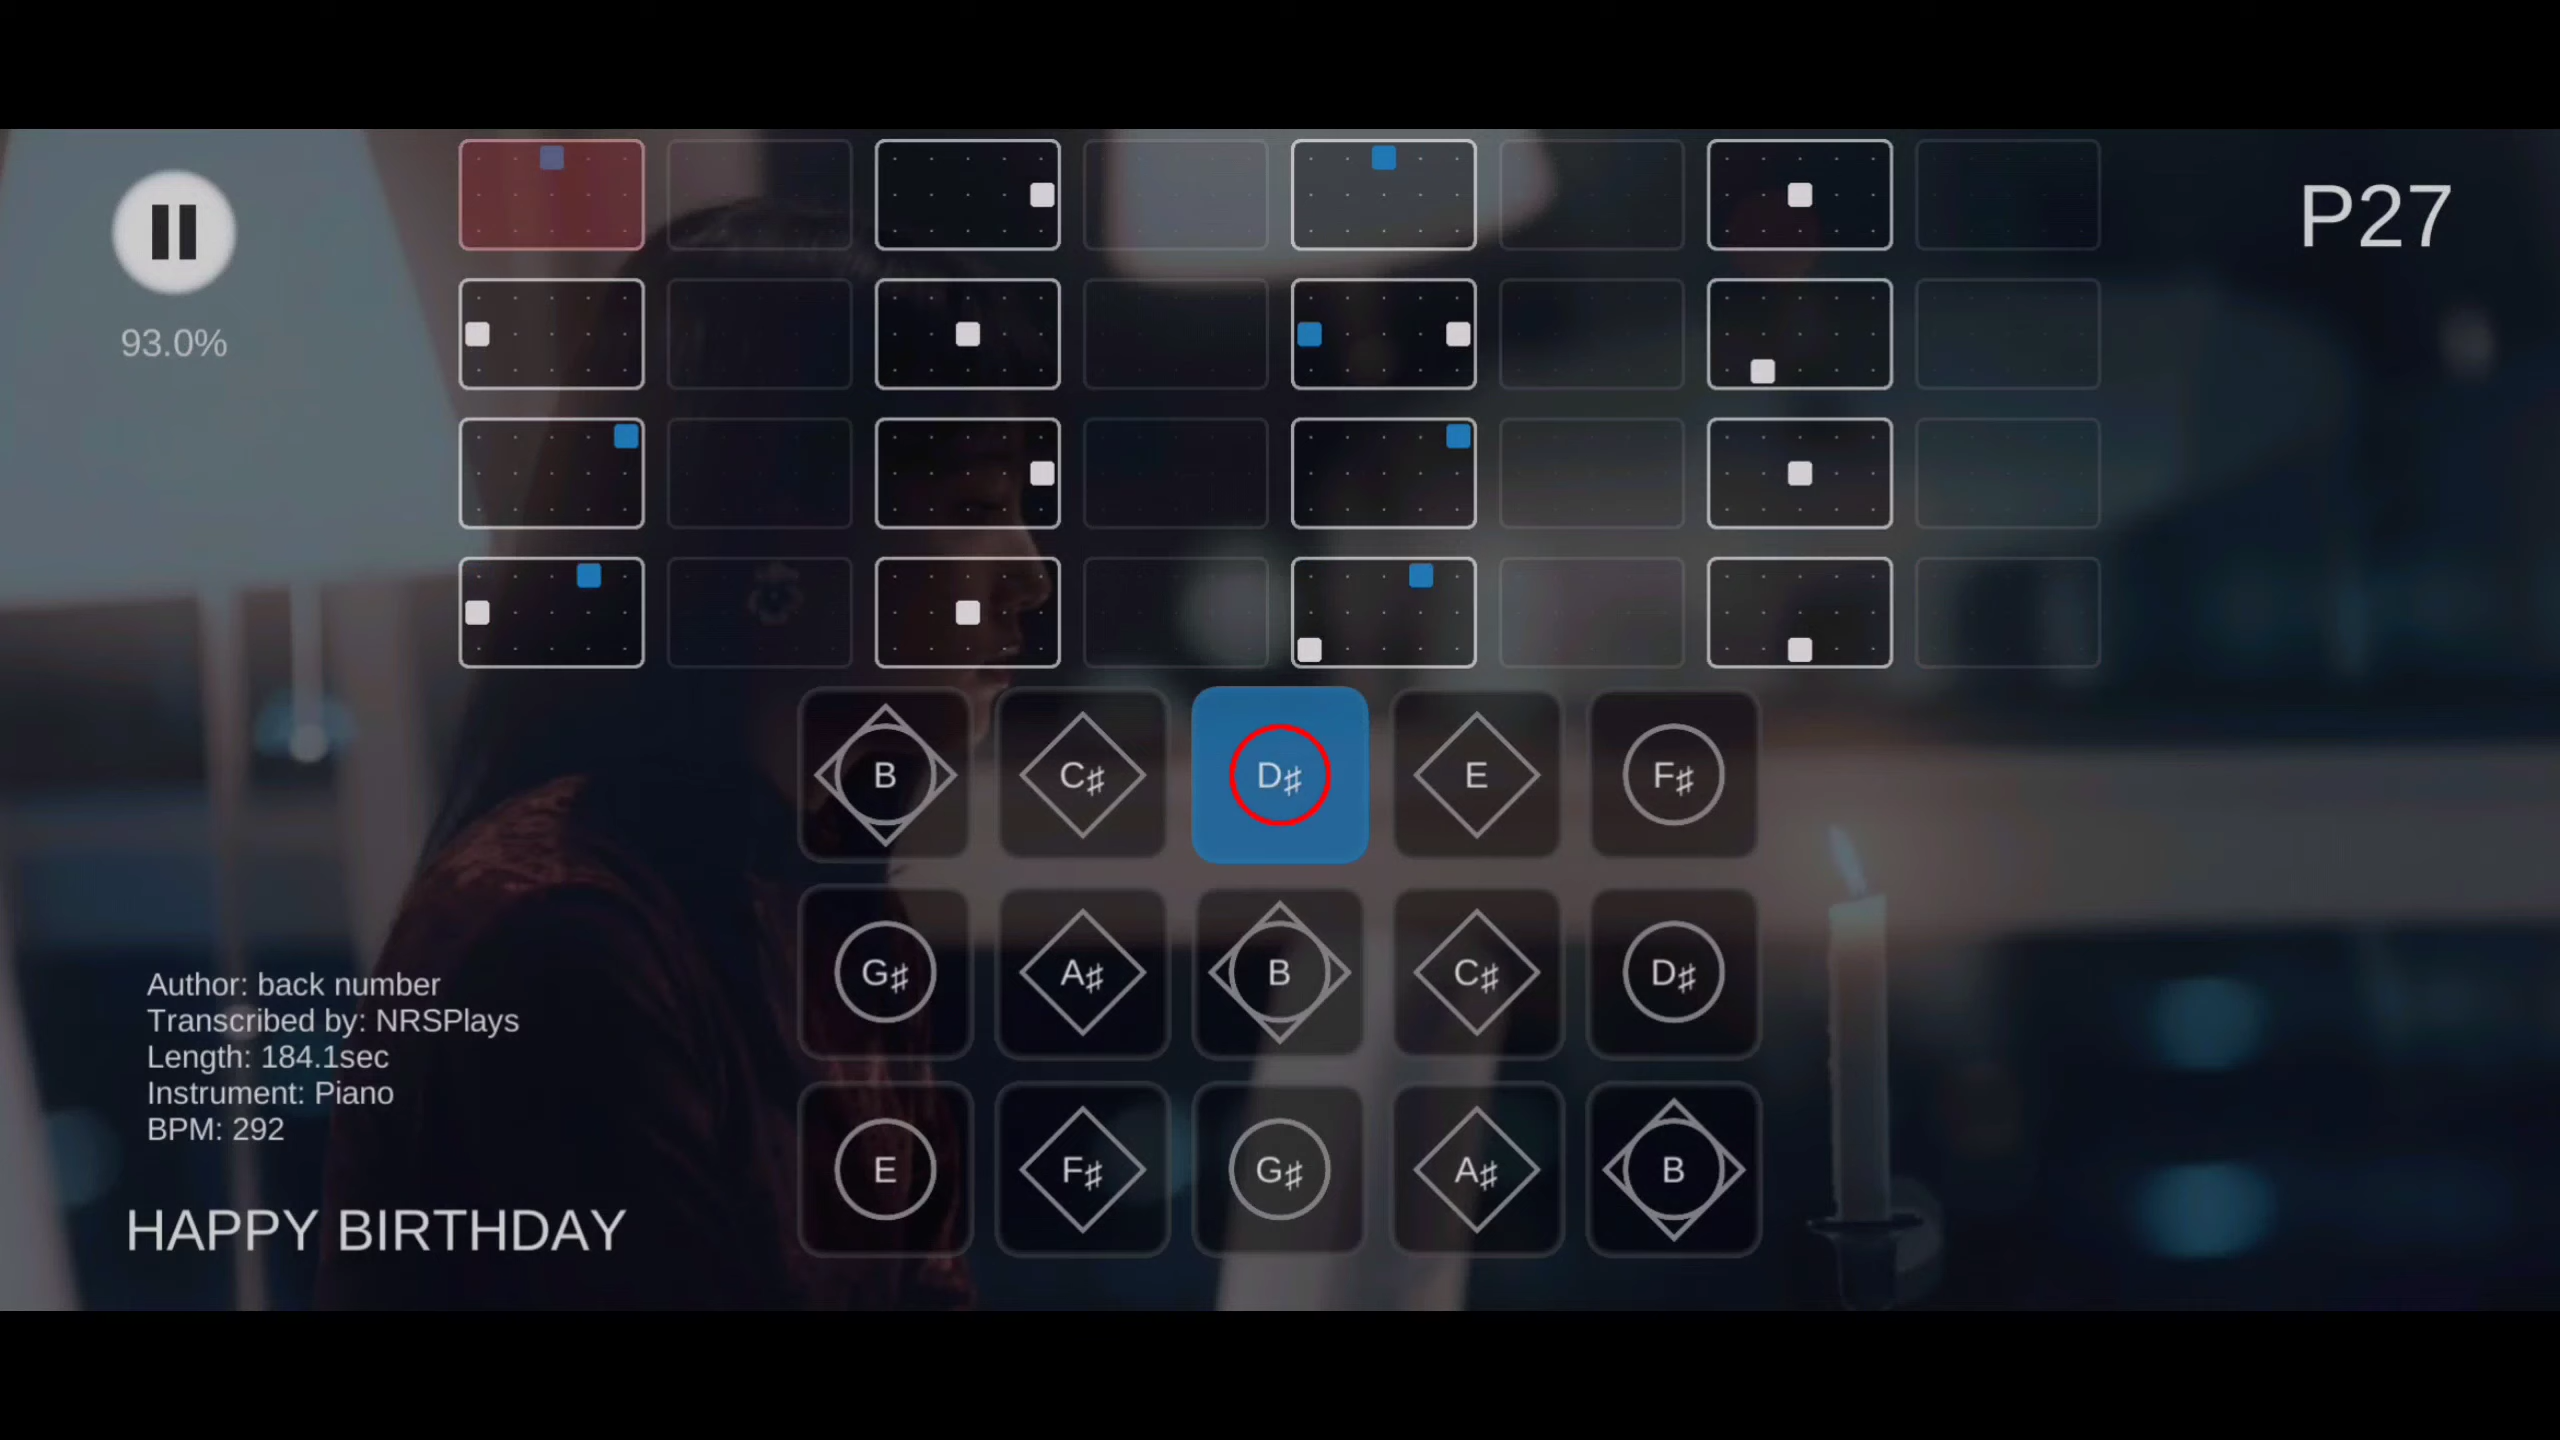 P27
93.0%
B C♯ D♯ E F♯
G♯ A♯ B C♯ D♯
E F♯ G♯ A♯ B
Author: back number
Transcribed by: NRSPlays
Length: 184.1sec
Instrument: Piano
BPM: 292
HAPPY BIRTHDAY